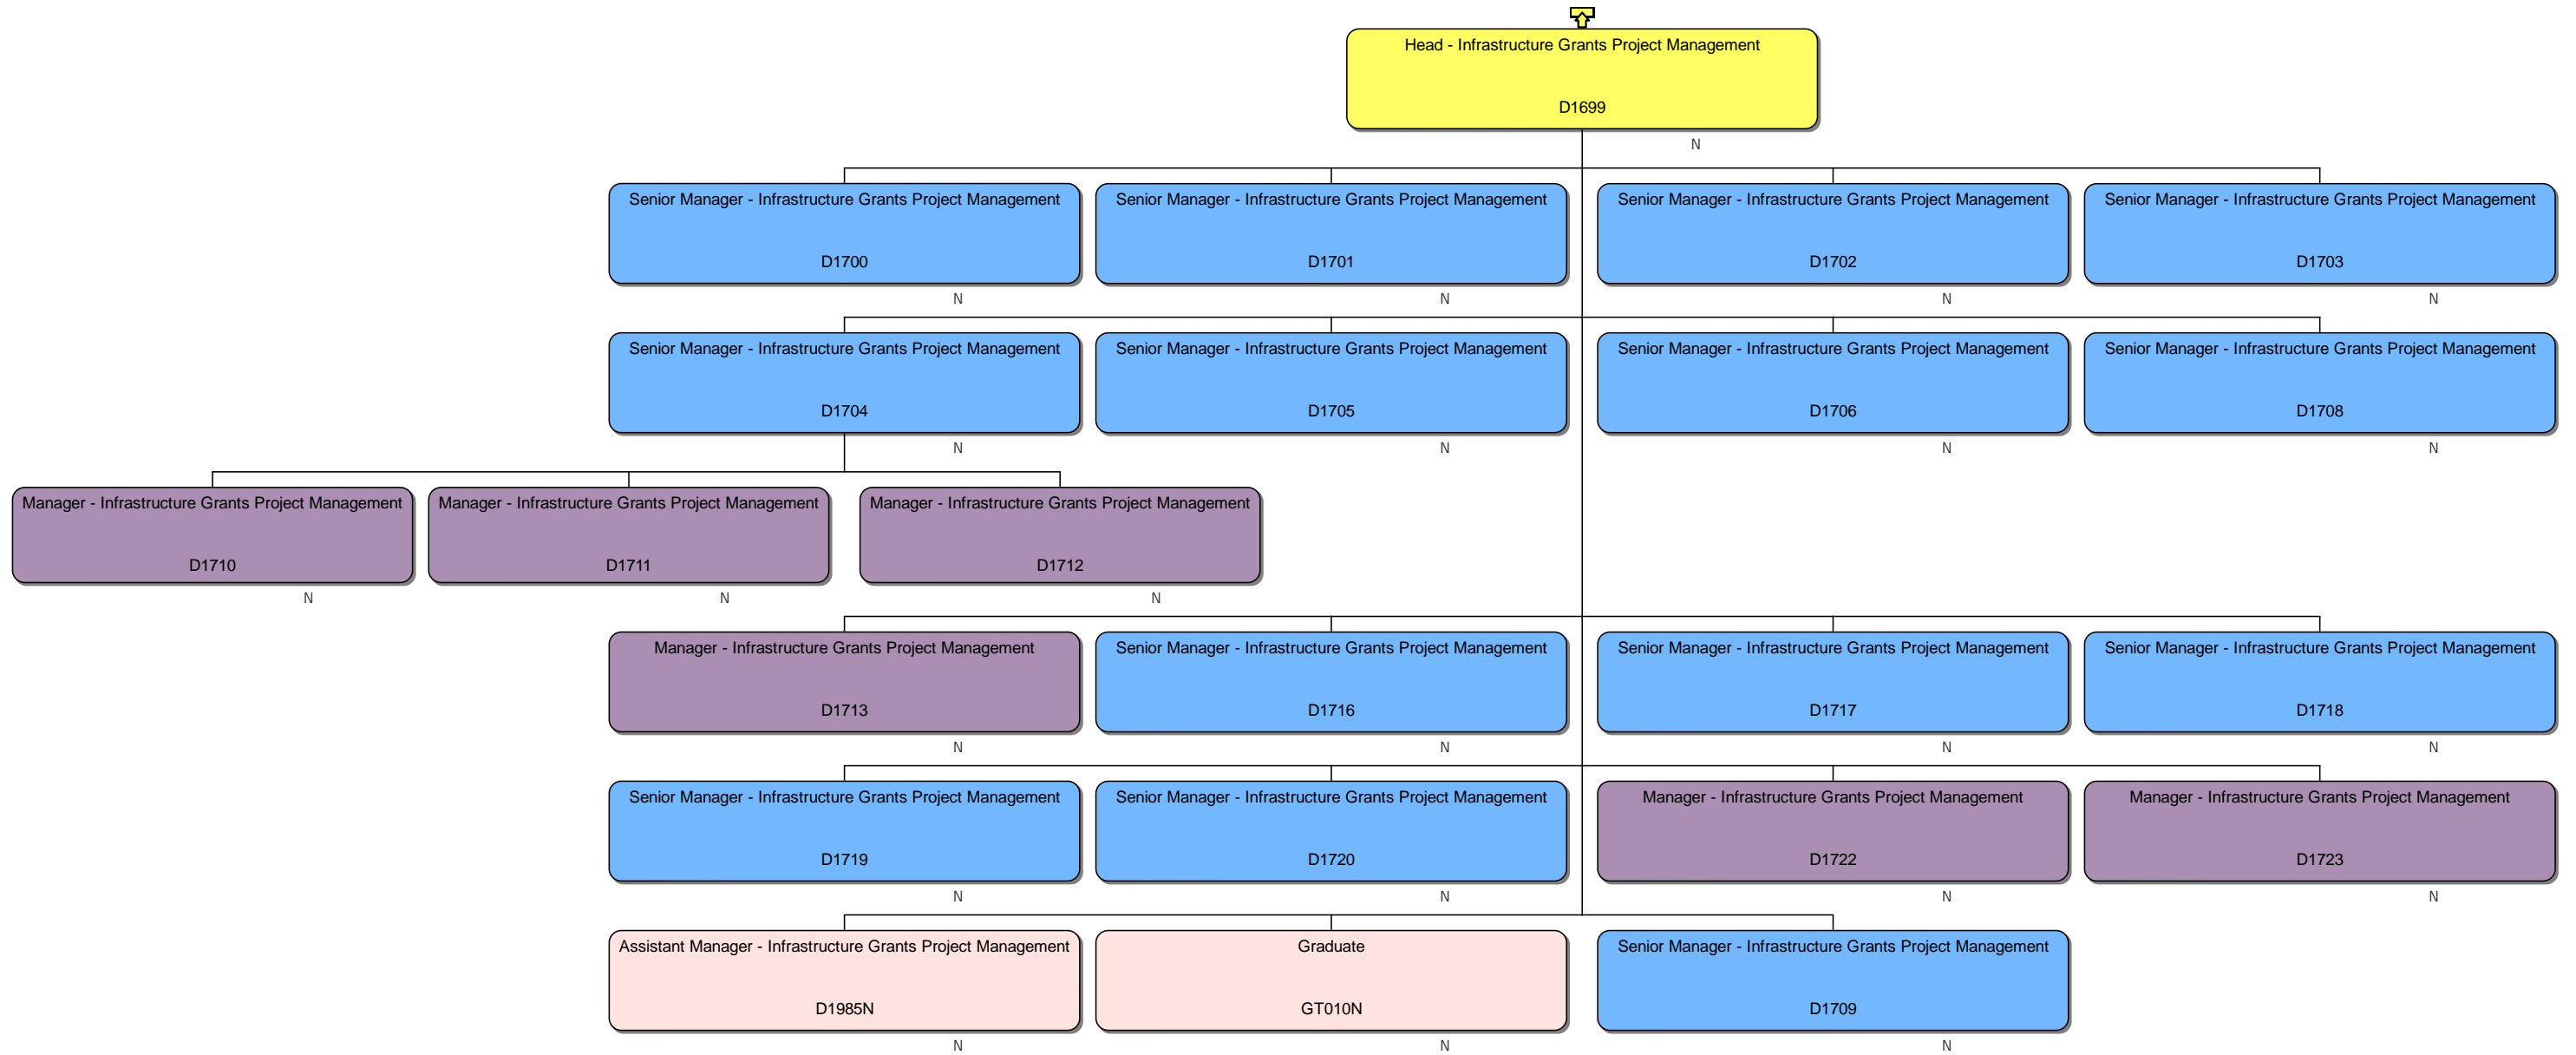 Head - Infrastructure Grants Project Management
D1699
N
Senior Manager - Infrastructure Grants Project Management
D1700
N
Senior Manager - Infrastructure Grants Project Management
D1701
N
Senior Manager - Infrastructure Grants Project Management
D1702
N
Senior Manager - Infrastructure Grants Project Management
D1703
N
Senior Manager - Infrastructure Grants Project Management
D1704
N
Senior Manager - Infrastructure Grants Project Management
D1705
N
Senior Manager - Infrastructure Grants Project Management
D1706
N
Senior Manager - Infrastructure Grants Project Management
D1708
N
Manager - Infrastructure Grants Project Management
D1710
N
Manager - Infrastructure Grants Project Management
D1711
N
Manager - Infrastructure Grants Project Management
D1712
N
Manager - Infrastructure Grants Project Management
D1713
N
Senior Manager - Infrastructure Grants Project Management
D1716
N
Senior Manager - Infrastructure Grants Project Management
D1717
N
Senior Manager - Infrastructure Grants Project Management
D1718
N
Senior Manager - Infrastructure Grants Project Management
D1719
N
Senior Manager - Infrastructure Grants Project Management
D1720
N
Manager - Infrastructure Grants Project Management
D1722
N
Manager - Infrastructure Grants Project Management
D1723
N
Assistant Manager - Infrastructure Grants Project Management
D1985N
N
Graduate
GT010N
N
Senior Manager - Infrastructure Grants Project Management
D1709
N